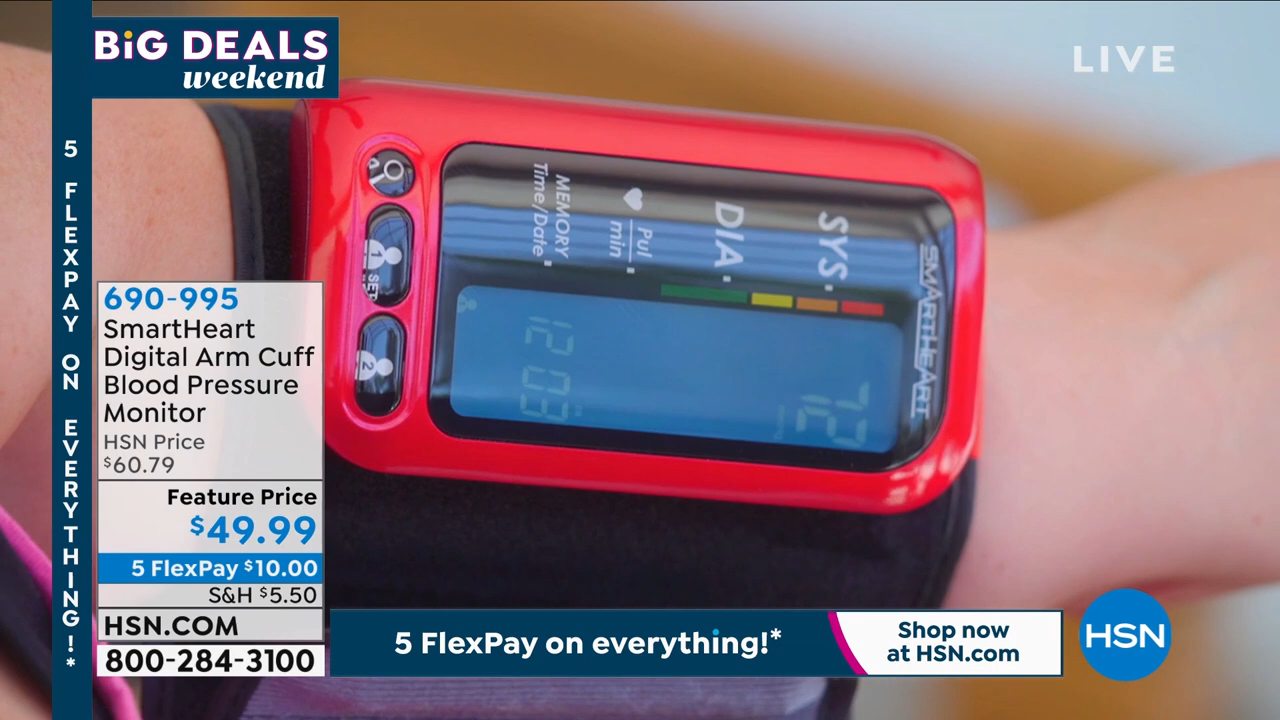 BiG DEALS
weekend
LIVE
5 FLEXPAY ON EVERYTHING!*
690-995
SmartHeart
Digital Arm Cuff
Blood Pressure
Monitor
HSN Price
$60.79
Feature Price
$49.99
5 FlexPay $10.00
S&H $5.50
HSN.COM
800-284-3100
SMARTHEART
SYS.
DIA.
Pul
min
MEMORY
Time/Date
12
12 03
1
SET
2
5 FlexPay on everything!*
Shop now
at HSN.com
HSN